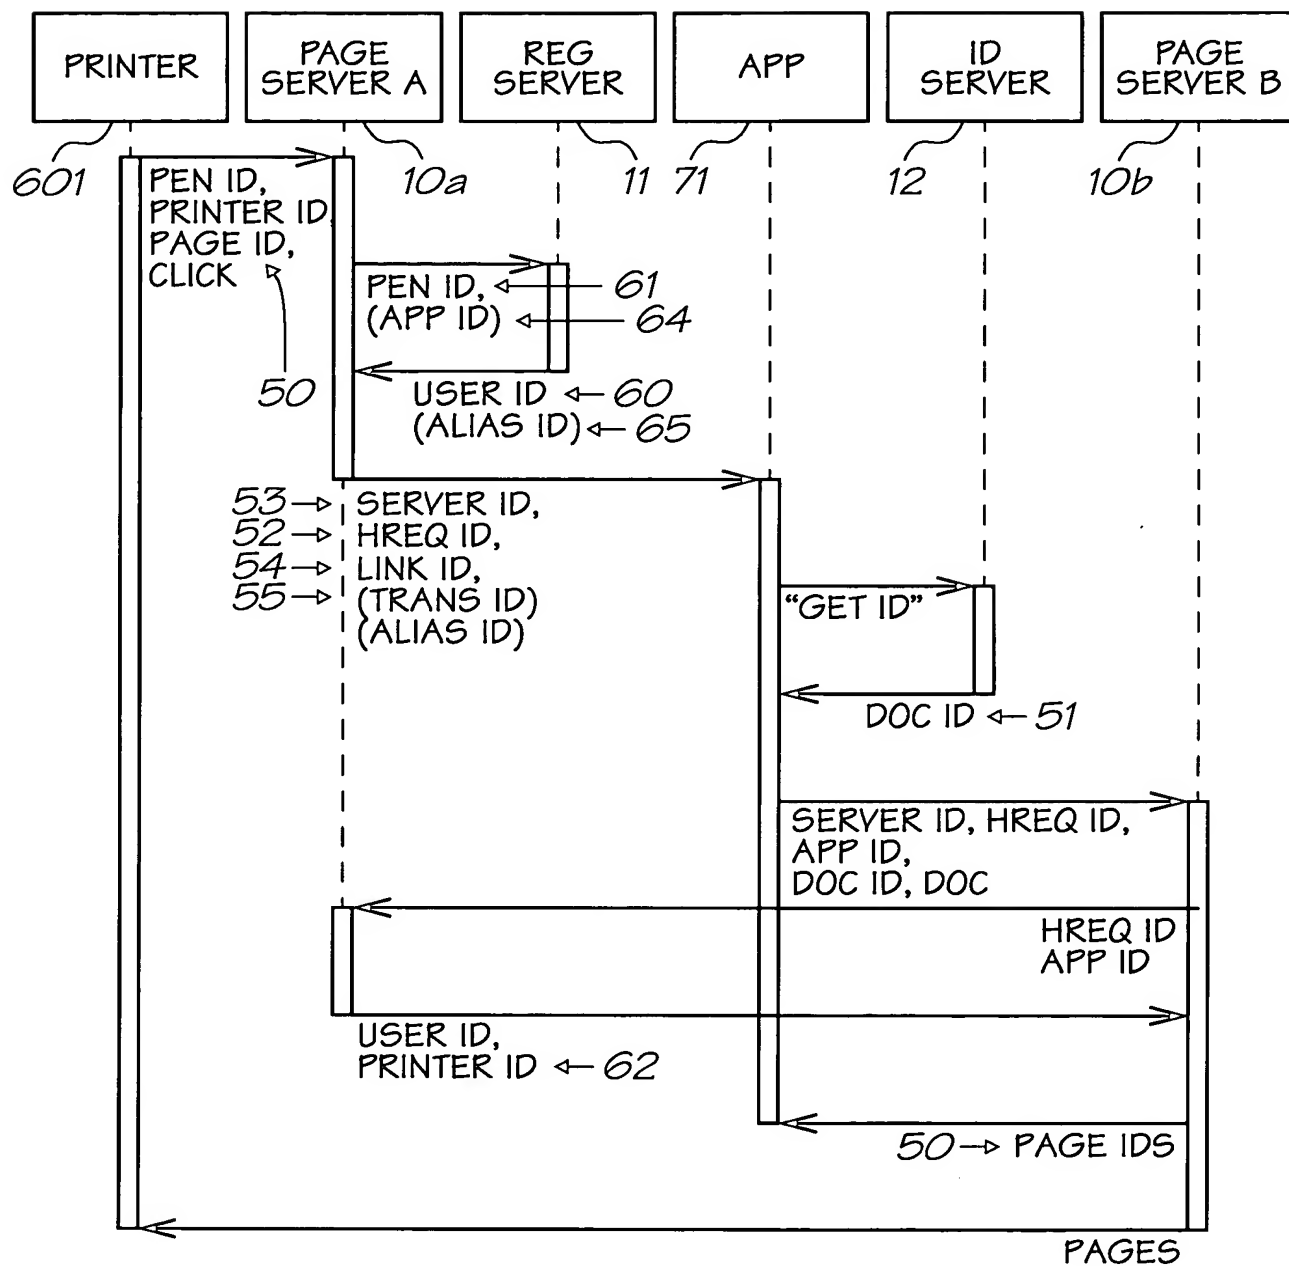 PRINTER
PAGE
SERVER A
REG
SERVER
APP
ID
SERVER
PAGE
SERVER B
601
10a
11
71
12
10b
PEN ID,
PRINTER ID
PAGE ID,
CLICK
50
PEN ID,
61
(APP ID)
64
USER ID
60
(ALIAS ID)
65
53
SERVER ID,
52
HREQ ID,
54
LINK ID,
55
(TRANS ID)
(ALIAS ID)
“GET ID”
DOC ID
51
SERVER ID, HREQ ID,
APP ID,
DOC ID, DOC
HREQ ID
APP ID
USER ID,
PRINTER ID
62
50
PAGE IDS
PAGES